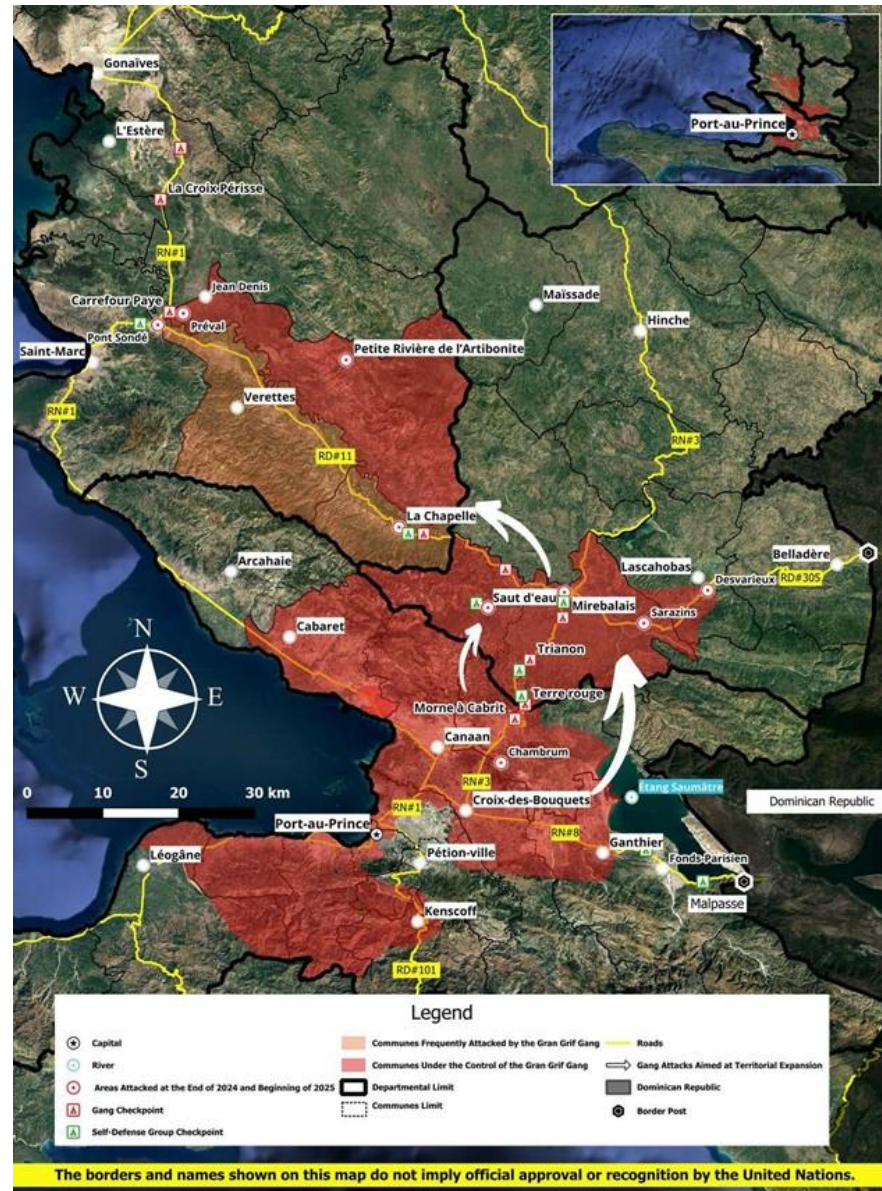 Port-au-Prince
Gonaïves
L'Estère
La Croix Périsse
RN#1
Jean Denis
Carrefour Paye
Préval
Pont Sondé
Saint-Marc
Maïssade
Hinche
Petite Rivière de l'Artibonite
Verettes
RN#1
RD#11
RN#3
La Chapelle
Arcahaie
Lascahobas
Belladère
Desvarieux
RD#305
Saut d'eau
Mirebalais
Sarazins
Cabaret
Trianon
Terre rouge
Morne à Cabrit
Canaan
Chambrum
N
W
E
S
0 10 20 30 km
RN#3
Croix-des-Bouquets
Etang Saumâtre
Dominican Republic
RN#1
Port-au-Prince
RN#8
Ganthier
Léogâne
Pétion-ville
Fonds-Parisien
Malpasse
Kenscoff
RD#101
Legend
Capital
River
Areas Attacked at the End of 2024 and Beginning of 2025
Gang Checkpoint
Self-Defense Group Checkpoint
Communes Frequently Attacked by the Gran Grif Gang
Communes Under the Control of the Gran Grif Gang
Departmental Limit
Communes Limit
Roads
Gang Attacks Aimed at Territorial Expansion
Dominican Republic
Border Post
The borders and names shown on this map do not imply official approval or recognition by the United Nations.